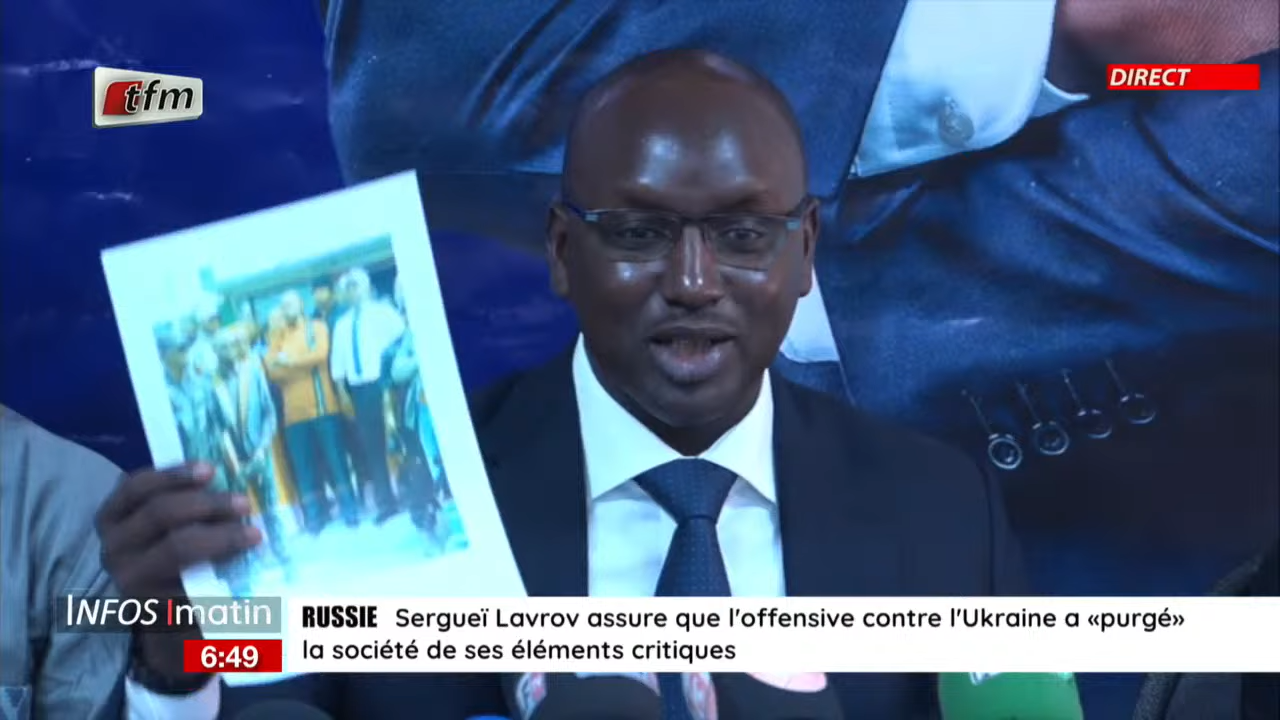 tfm
DIRECT
INFOS matin
6:49
RUSSIE Sergueï Lavrov assure que l'offensive contre l'Ukraine a «purgé»
la société de ses éléments critiques